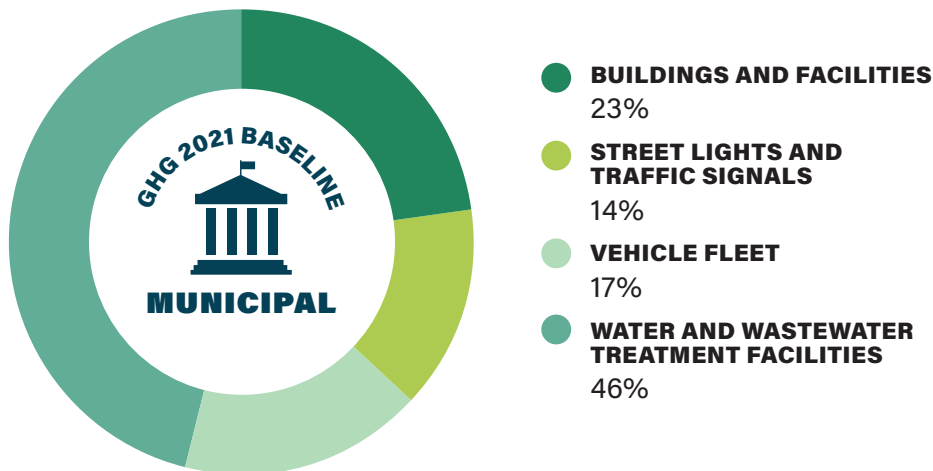 GHG 2021 BASELINE
MUNICIPAL
BUILDINGS AND FACILITIES
23%
STREET LIGHTS AND
TRAFFIC SIGNALS
14%
VEHICLE FLEET
17%
WATER AND WASTEWATER
TREATMENT FACILITIES
46%